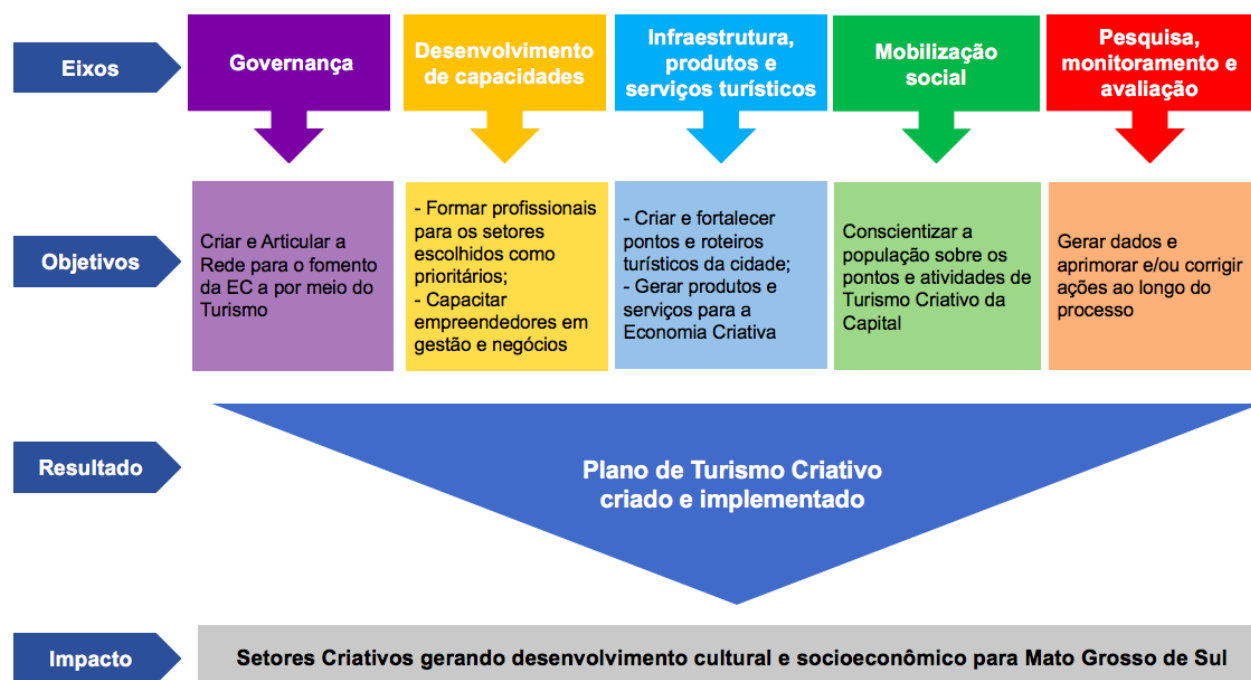 Eixos
Governança
Desenvolvimento
de capacidades
Infraestrutura,
produtos e
serviços turísticos
Mobilização
social
Pesquisa,
monitoramento e
avaliação
Objetivos
Criar e Articular a
Rede para o fomento
da EC a por meio do
Turismo
- Formar profissionais
para os setores
escolhidos como
prioritários;
- Capacitar
empreendedores em
gestão e negócios
- Criar e fortalecer
pontos e roteiros
turísticos da cidade;
- Gerar produtos e
serviços para a
Economia Criativa
Conscientizar a
população sobre os
pontos e atividades de
Turismo Criativo da
Capital
Gerar dados e
aprimorar e/ou corrigir
ações ao longo do
processo
Resultado
Plano de Turismo Criativo
criado e implementado
Impacto
Setores Criativos gerando desenvolvimento cultural e socioeconômico para Mato Grosso de Sul